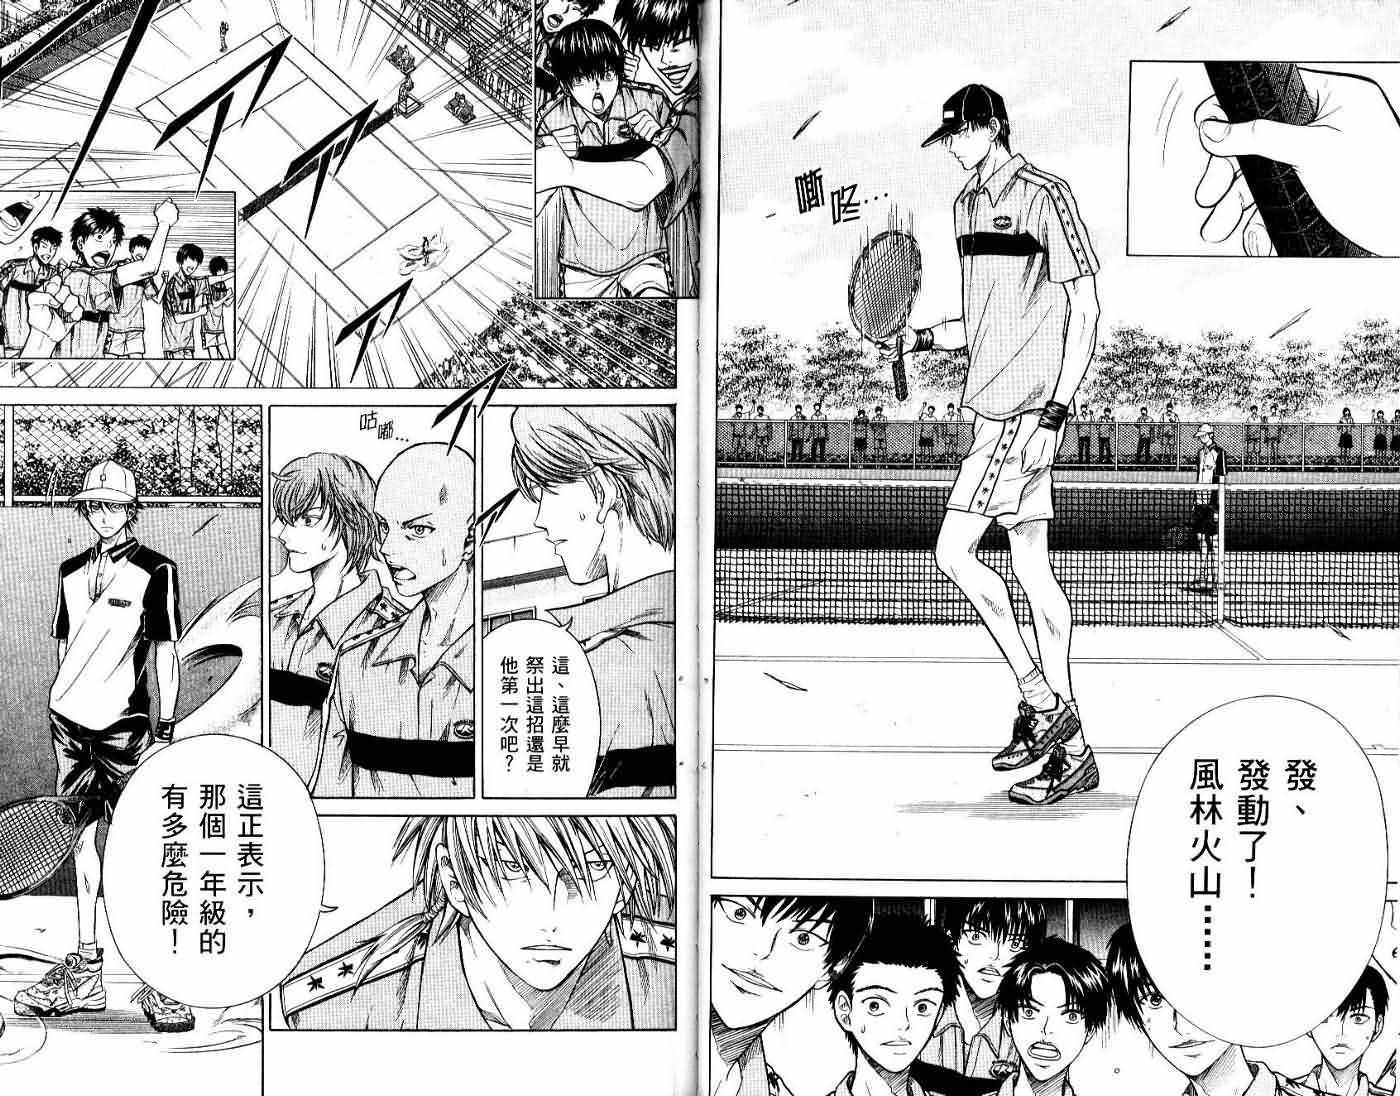 嘶咚…
發、
發動了！
風林火山……
咕嘟…
這、這麼早就
祭出這招還是
他第一次吧？
這正表示，
那個一年級的
有多麼危險！